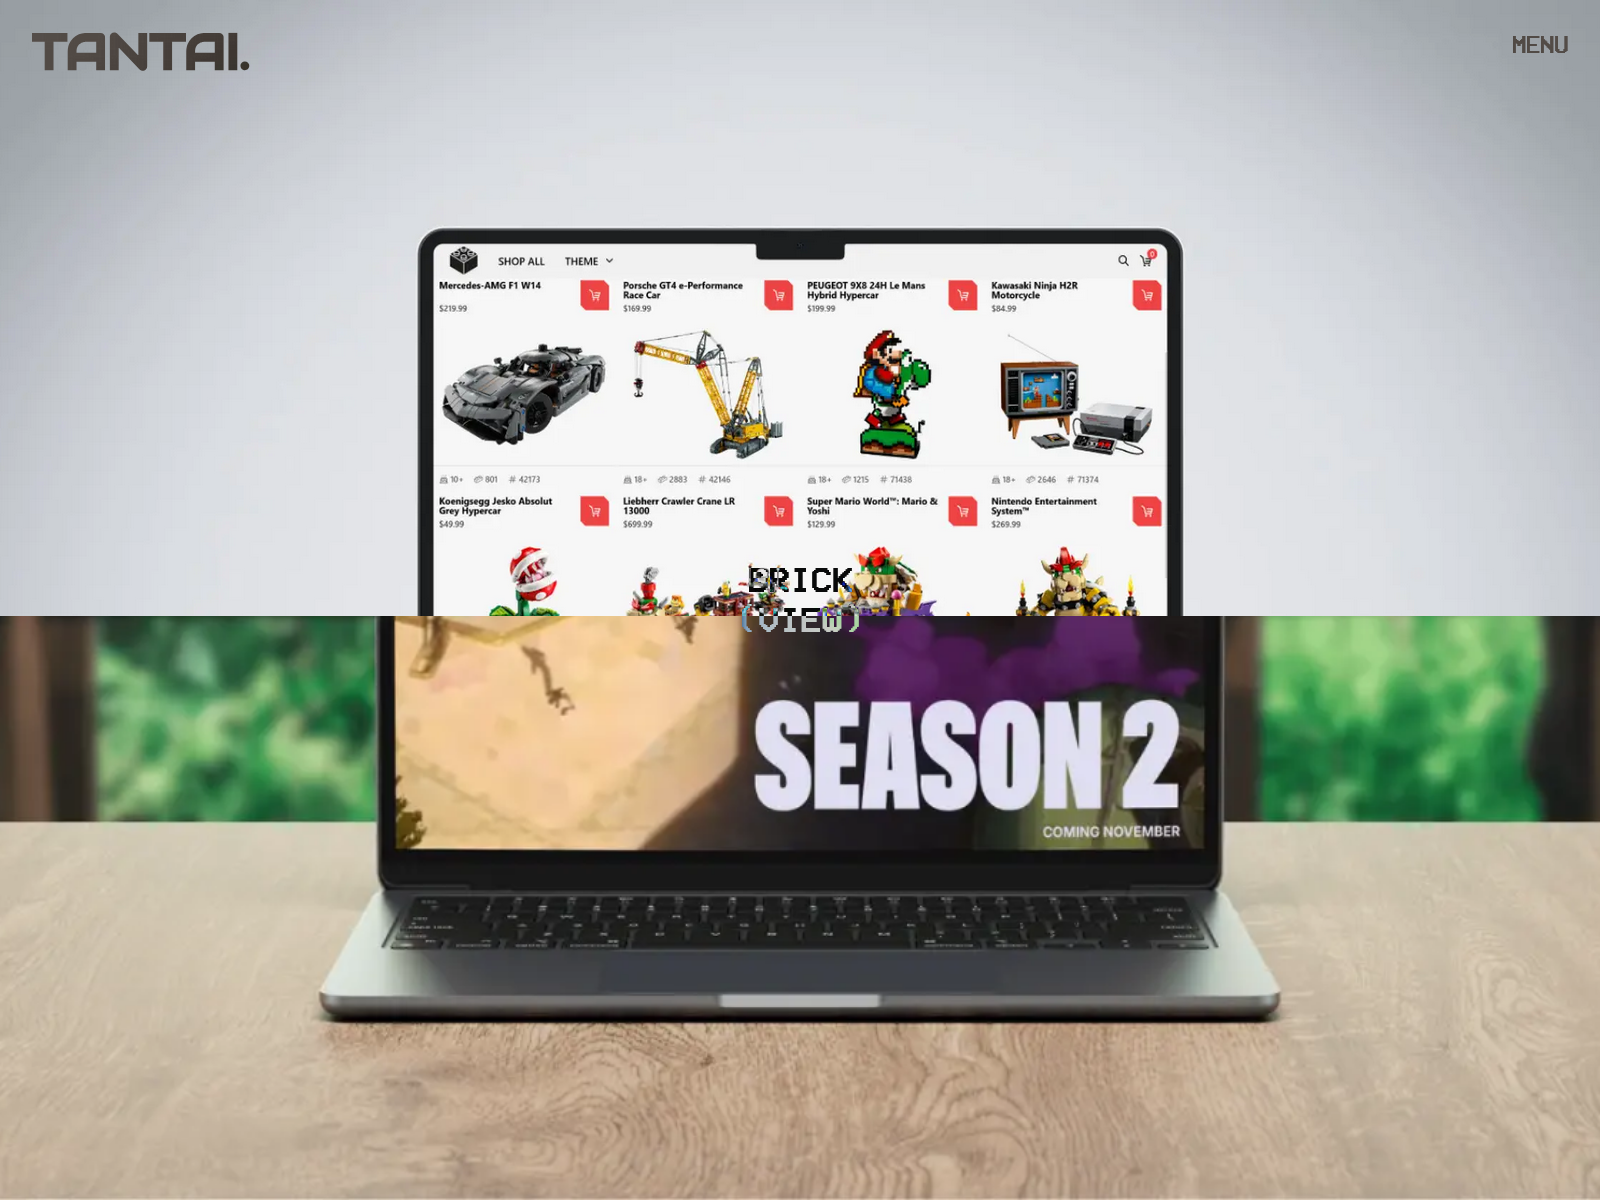 TANTAI.
MENU
SHOP ALL
THEME
0
Mercedes-AMG F1 W14
$219.99
Porsche GT4 e-Performance
Race Car
$169.99
PEUGEOT 9X8 24H Le Mans
Hybrid Hypercar
$199.99
Kawasaki Ninja H2R
Motorcycle
$84.99
10+ 801 # 42173
18+ 2883 # 42146
18+ 1215 # 71438
18+ 2646 # 71374
Koenigsegg Jesko Absolut
Grey Hypercar
$49.99
Liebherr Crawler Crane LR
13000
$699.99
Super Mario World™: Mario &
Yoshi
$129.99
Nintendo Entertainment
System™
$269.99
BRICK
(VIEW)
SEASON 2
COMING NOVEMBER